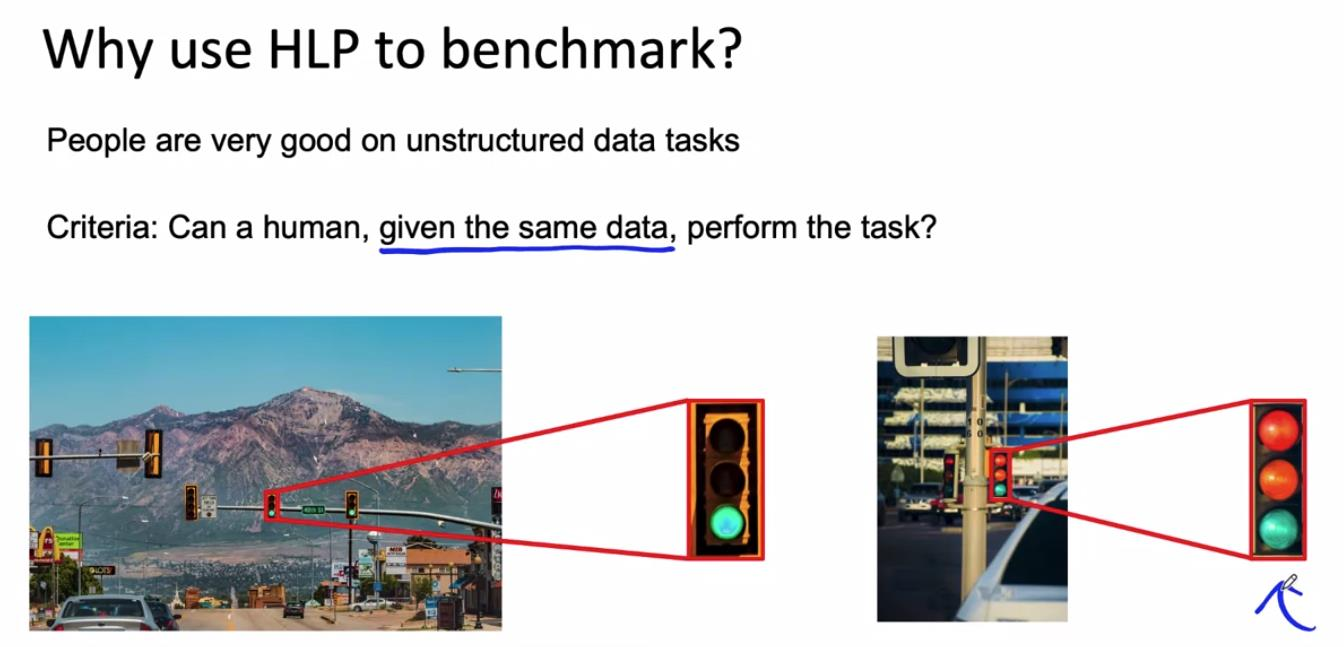 Why use HLP to benchmark?
People are very good on unstructured data tasks
Criteria: Can a human, given the same data, perform the task?